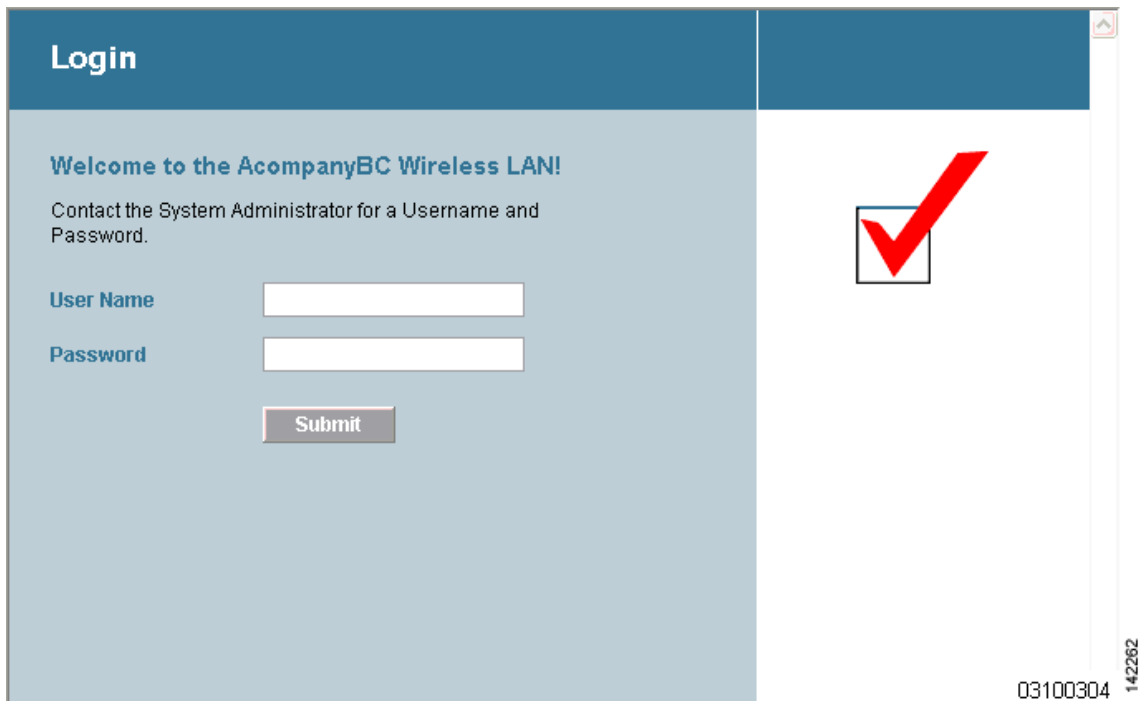 Login
Welcome to the AcompanyBC Wireless LAN!
Contact the System Administrator for a Username and
Password.
User Name
Password
Submit
03100304
142262